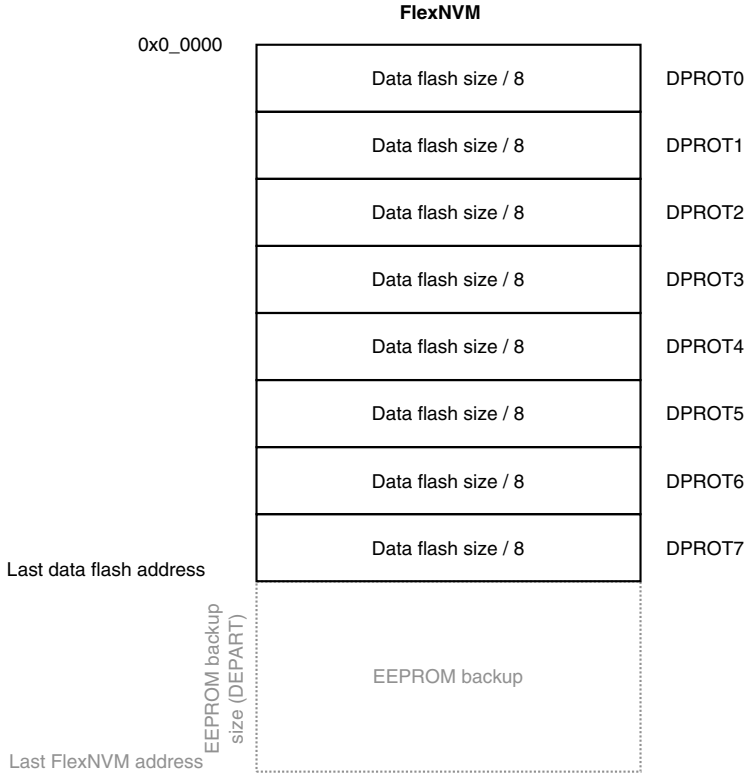 FlexNVM
0x0_0000
Data flash size / 8 DPROT0
Data flash size / 8 DPROT1
Data flash size / 8 DPROT2
Data flash size / 8 DPROT3
Data flash size / 8 DPROT4
Data flash size / 8 DPROT5
Data flash size / 8 DPROT6
Data flash size / 8 DPROT7
Last data flash address
EEPROM backup
size (DEPART)
EEPROM backup
Last FlexNVM address